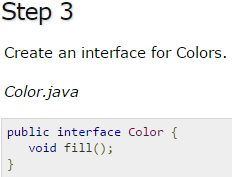 Step 3
Create an interface for Colors.
Color.java
public interface Color {
   void fill();
}